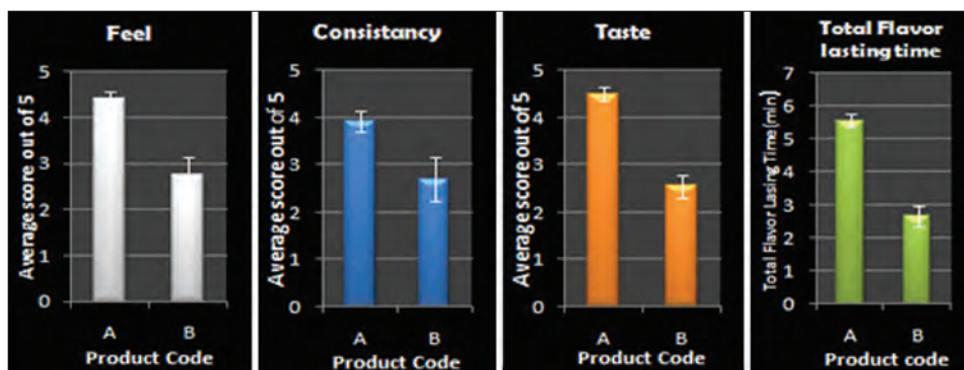 Feel
Average score out of 5
5
4
3
2
1
0
A B
Product Code
Consistancy
Average score out of 5
5
4
3
2
1
0
A B
Product Code
Taste
Average score out of 5
5
4
3
2
1
0
A B
Product Code
Total Flavor
lasting time
Total Flavor Lasing Time(min)
7
6
5
4
3
2
1
0
A B
Product code